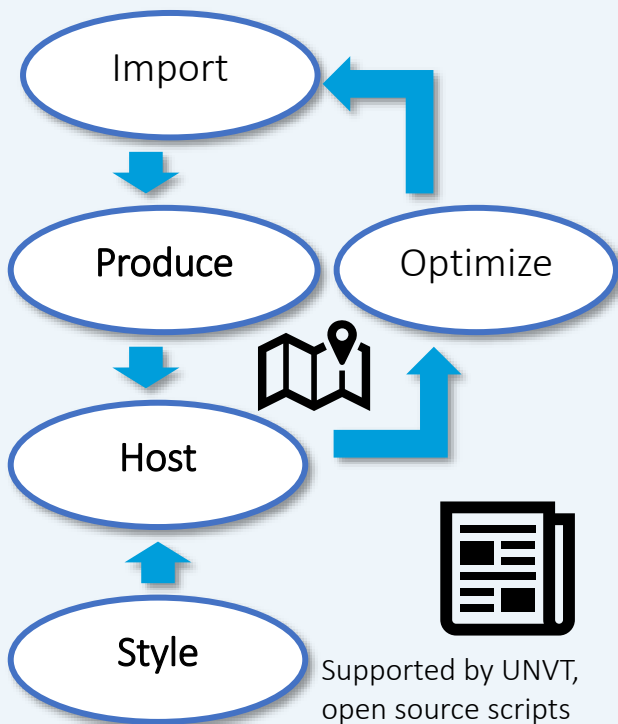 Import
Produce
Optimize
Host
Style
Supported by UNVT,
open source scripts